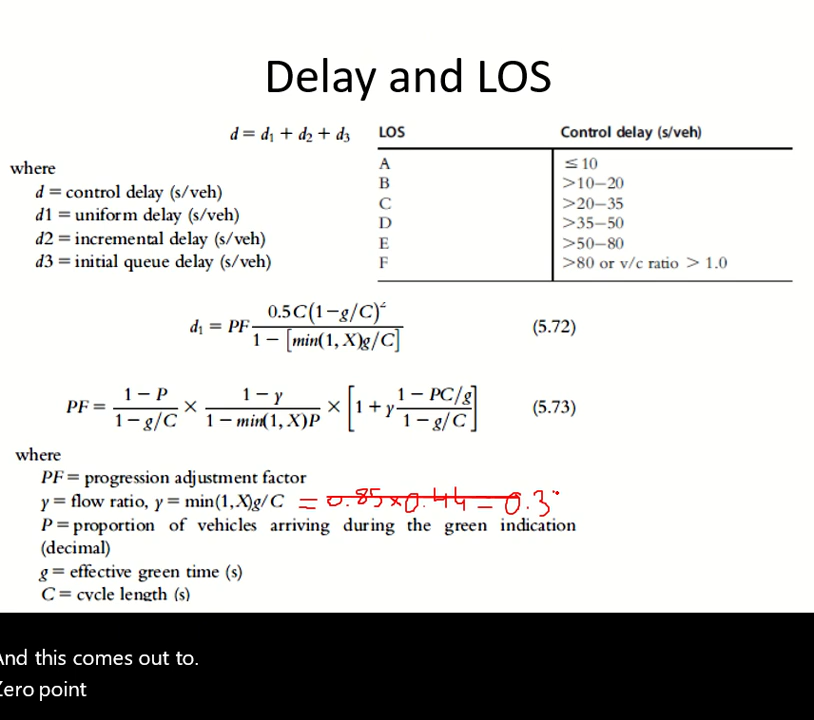 Delay and LOS
d = d₁ + d₂ + d₃
LOS Control delay (s/veh)
A ≤10
B >10–20
C >20–35
D >35–50
E >50–80
F >80 or v/c ratio > 1.0
where
d = control delay (s/veh)
d1 = uniform delay (s/veh)
d2 = incremental delay (s/veh)
d3 = initial queue delay (s/veh)
d₁ = PF 0.5C(1−g/C)² / 1 − [min(1, X)g/C] (5.72)
PF = 1 − P / 1 − g/C × 1 − y / 1 − min(1, X)P × [1 + y 1 − PC/g / 1 − g/C] (5.73)
where
PF = progression adjustment factor
y = flow ratio, y = min(1,X)g/C = 0.85×0.44 = 0.3
P = proportion of vehicles arriving during the green indication
(decimal)
g = effective green time (s)
C = cycle length (s)
And this comes out to.
Zero point